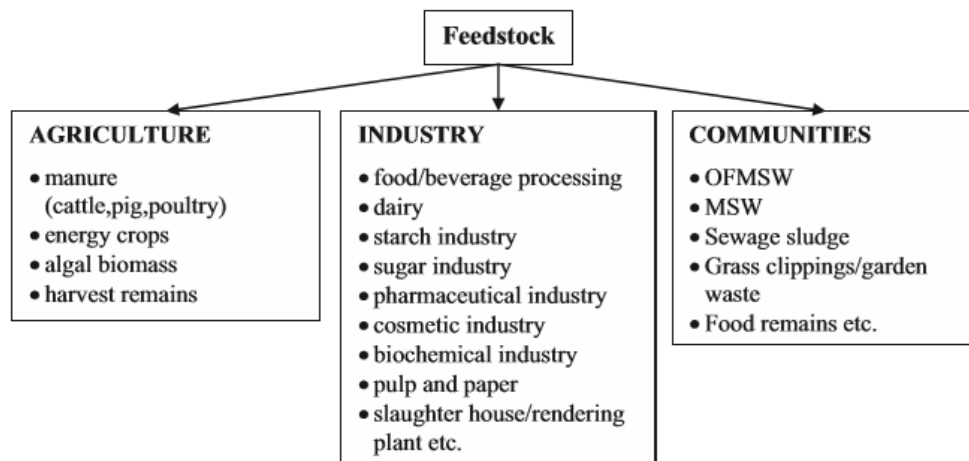 Feedstock
AGRICULTURE
• manure
(cattle,pig,poultry)
• energy crops
• algal biomass
• harvest remains
INDUSTRY
• food/beverage processing
• dairy
• starch industry
• sugar industry
• pharmaceutical industry
• cosmetic industry
• biochemical industry
• pulp and paper
• slaughter house/rendering
plant etc.
COMMUNITIES
• OFMSW
• MSW
• Sewage sludge
• Grass clippings/garden
waste
• Food remains etc.